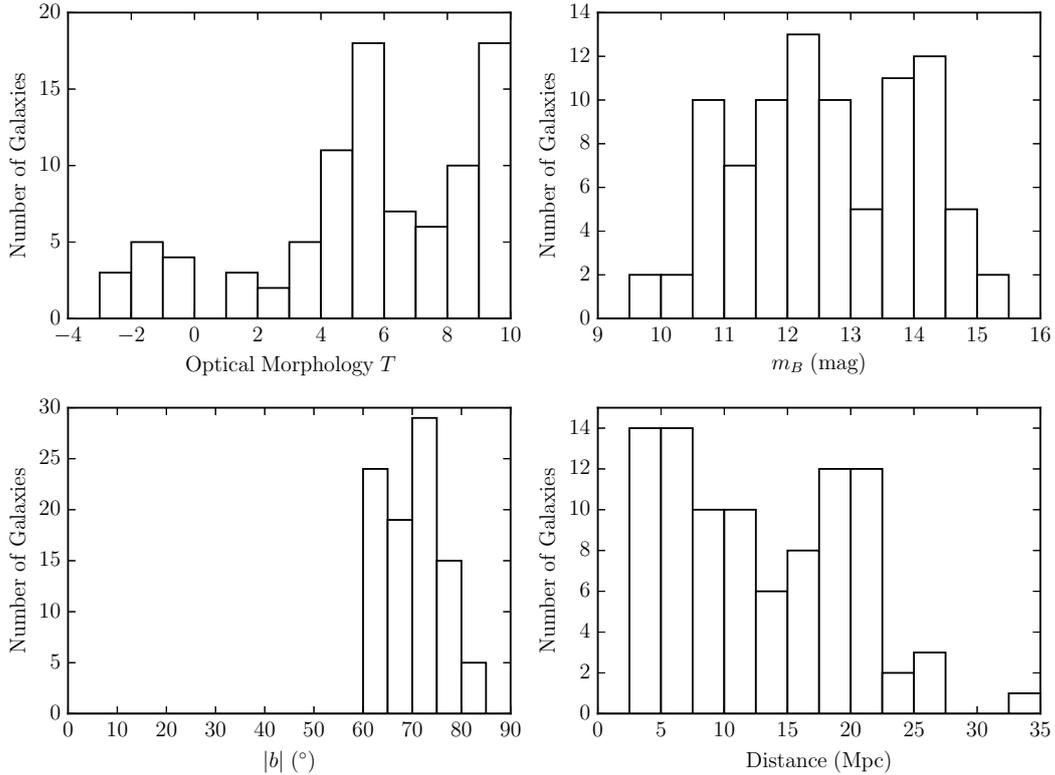 20
15
10
5
0
Number of Galaxies
−4 −2 0 2 4 6 8 10
Optical Morphology T
14
12
10
8
6
4
2
0
Number of Galaxies
9 10 11 12 13 14 15 16
m_B (mag)
30
25
20
15
10
5
0
Number of Galaxies
0 10 20 30 40 50 60 70 80 90
|b| (°)
14
12
10
8
6
4
2
0
Number of Galaxies
0 5 10 15 20 25 30 35
Distance (Mpc)